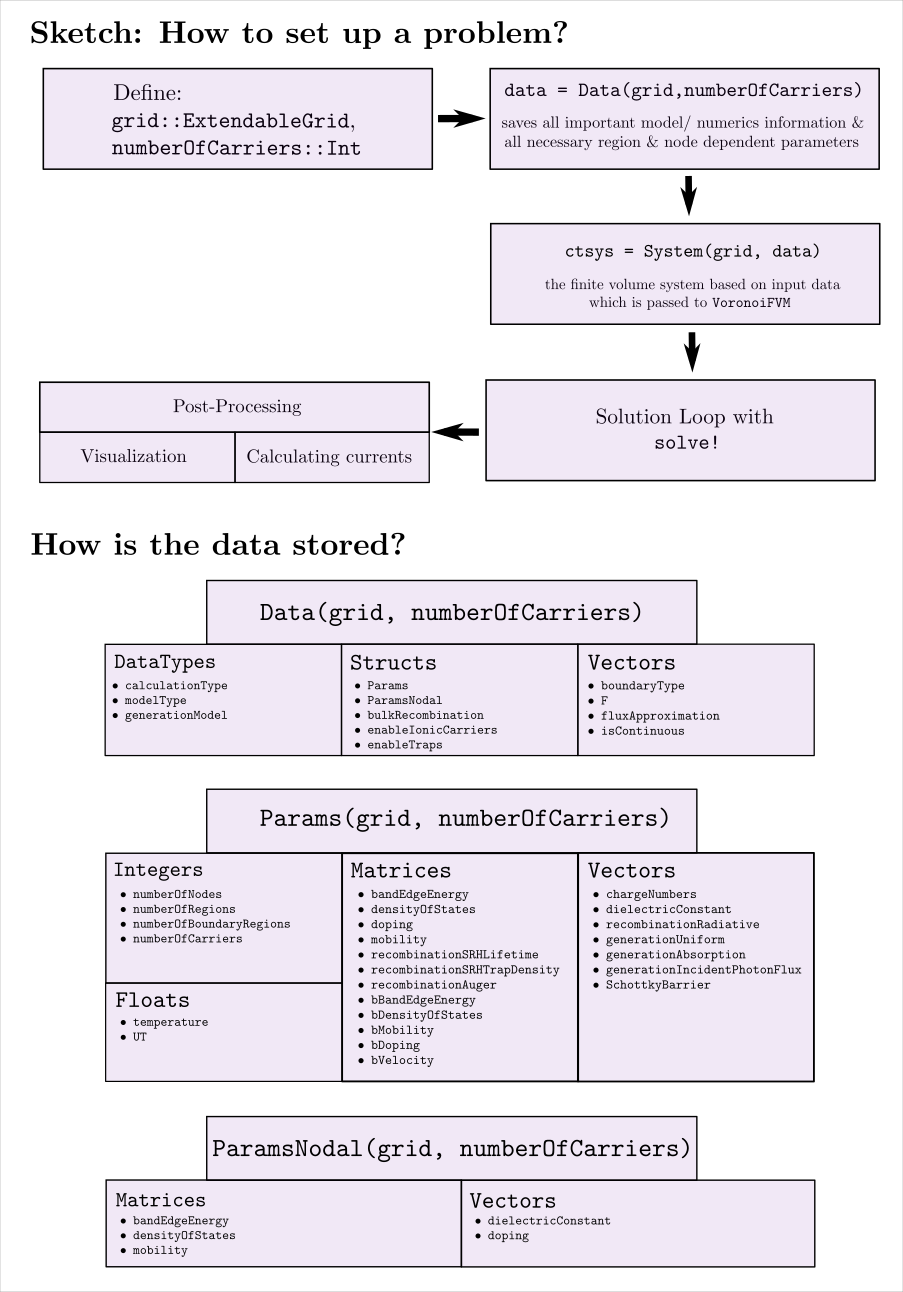 Sketch: How to set up a problem?
Define:
grid::ExtendableGrid,
numberOfCarriers::Int
data = Data(grid,numberOfCarriers)
saves all important model/ numerics information &
all necessary region & node dependent parameters
ctsys = System(grid, data)
the finite volume system based on input data
which is passed to VoronoiFVM
Solution Loop with
solve!
Post-Processing
Visualization
Calculating currents
How is the data stored?
Data(grid, numberOfCarriers)
DataTypes
• calculationType
• modelType
• generationModel
Structs
• Params
• ParamsNodal
• bulkRecombination
• enableIonicCarriers
• enableTraps
Vectors
• boundaryType
• F
• fluxApproximation
• isContinuous
Params(grid, numberOfCarriers)
Integers
• numberOfNodes
• numberOfRegions
• numberOfBoundaryRegions
• numberOfCarriers
Floats
• temperature
• UT
Matrices
• bandEdgeEnergy
• densityOfStates
• doping
• mobility
• recombinationSRHLifetime
• recombinationSRHTrapDensity
• recombinationAuger
• bBandEdgeEnergy
• bDensityOfStates
• bMobility
• bDoping
• bVelocity
Vectors
• chargeNumbers
• dielectricConstant
• recombinationRadiative
• generationUniform
• generationAbsorption
• generationIncidentPhotonFlux
• SchottkyBarrier
ParamsNodal(grid, numberOfCarriers)
Matrices
• bandEdgeEnergy
• densityOfStates
• mobility
Vectors
• dielectricConstant
• doping